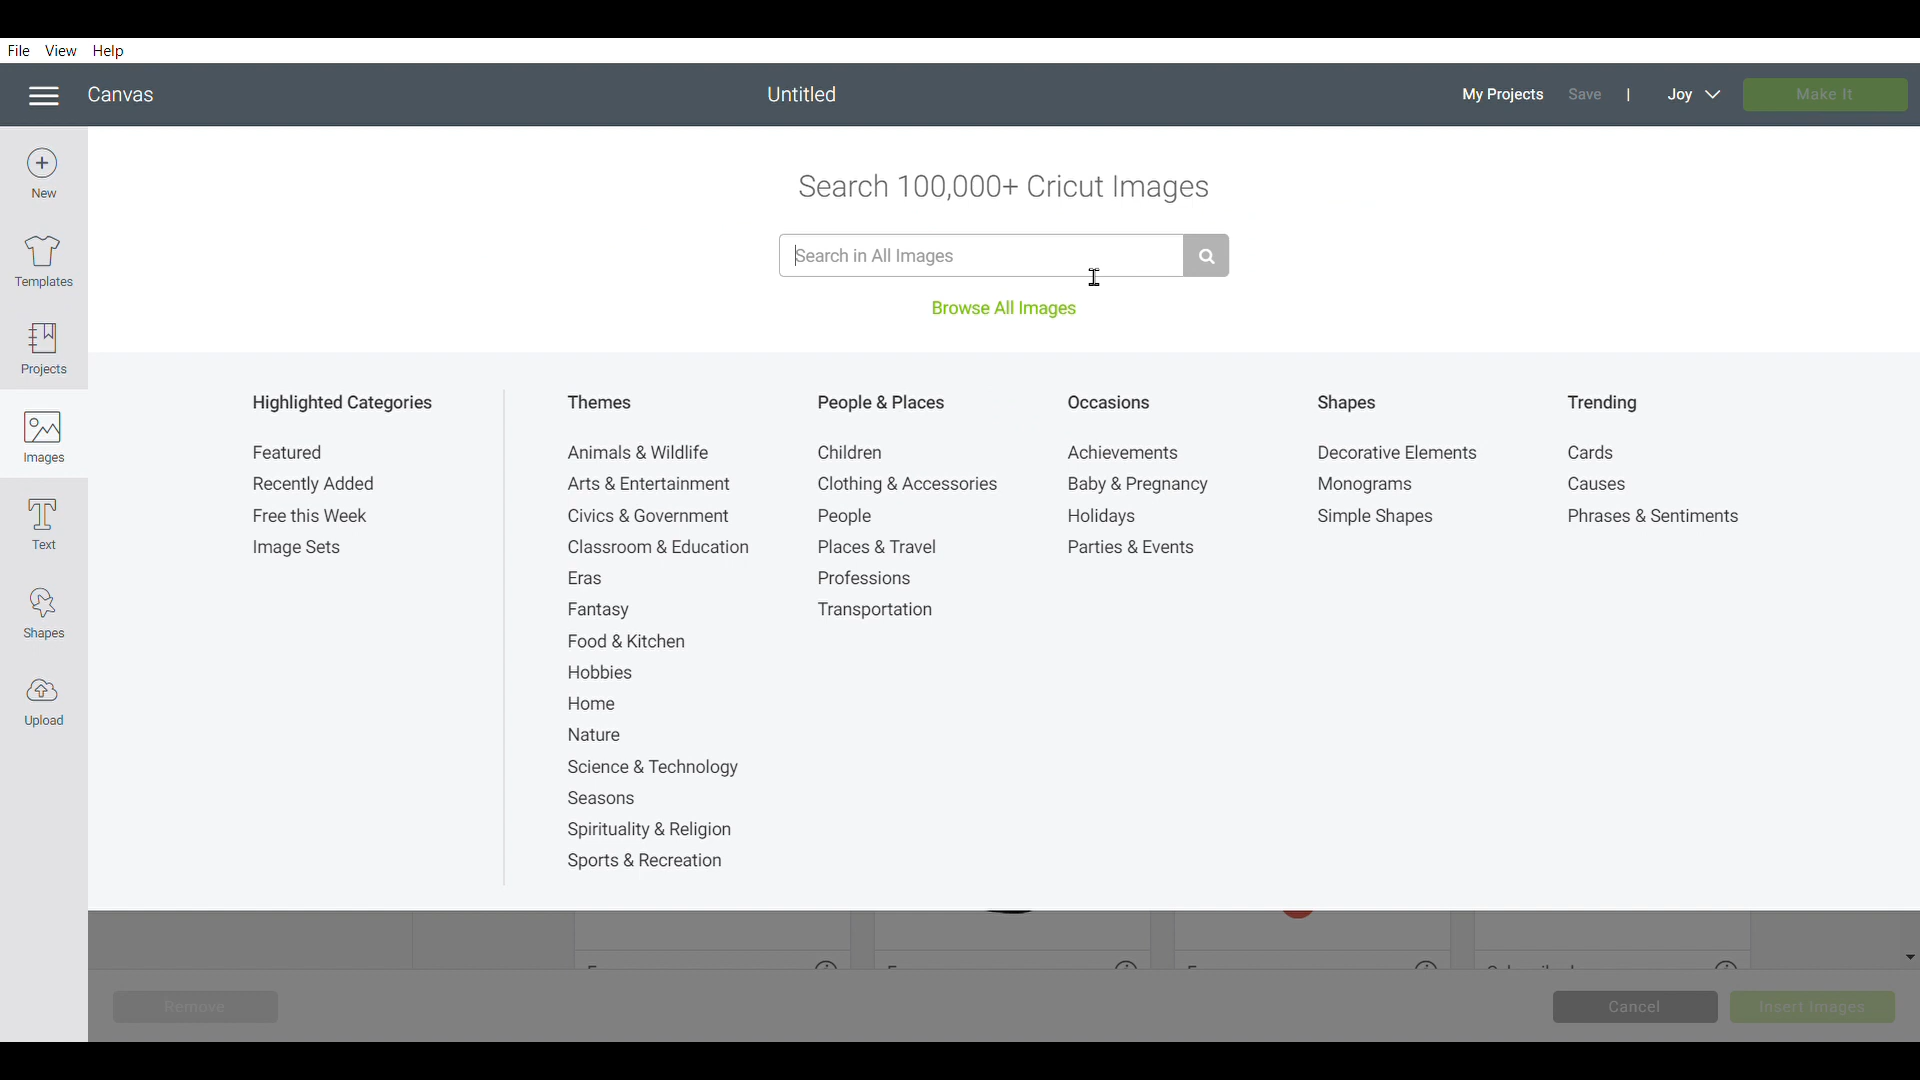 File View Help
Canvas
Untitled
My Projects Save | Joy Make It
New
Templates
Projects
Images
Text
Shapes
Upload
Search 100,000+ Cricut Images
Search in All Images
Browse All Images
Highlighted Categories
Featured
Recently Added
Free this Week
Image Sets
Themes
Animals & Wildlife
Arts & Entertainment
Civics & Government
Classroom & Education
Eras
Fantasy
Food & Kitchen
Hobbies
Home
Nature
Science & Technology
Seasons
Spirituality & Religion
Sports & Recreation
People & Places
Children
Clothing & Accessories
People
Places & Travel
Professions
Transportation
Occasions
Achievements
Baby & Pregnancy
Holidays
Parties & Events
Shapes
Decorative Elements
Monograms
Simple Shapes
Trending
Cards
Causes
Phrases & Sentiments
Remove
Cancel
Insert Images